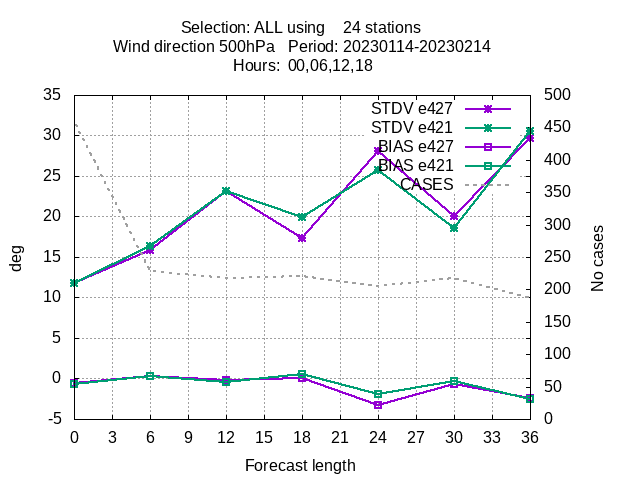 Selection: ALL using    24 stations
Wind direction 500hPa   Period: 20230114-20230214
Hours:  00,06,12,18
35
30
25
20
15
10
5
0
-5
deg
STDV e427
STDV e421
BIAS e427
BIAS e421
CASES
500
450
400
350
300
250
200
150
100
50
0
No cases
0 3 6 9 12 15 18 21 24 27 30 33 36
Forecast length